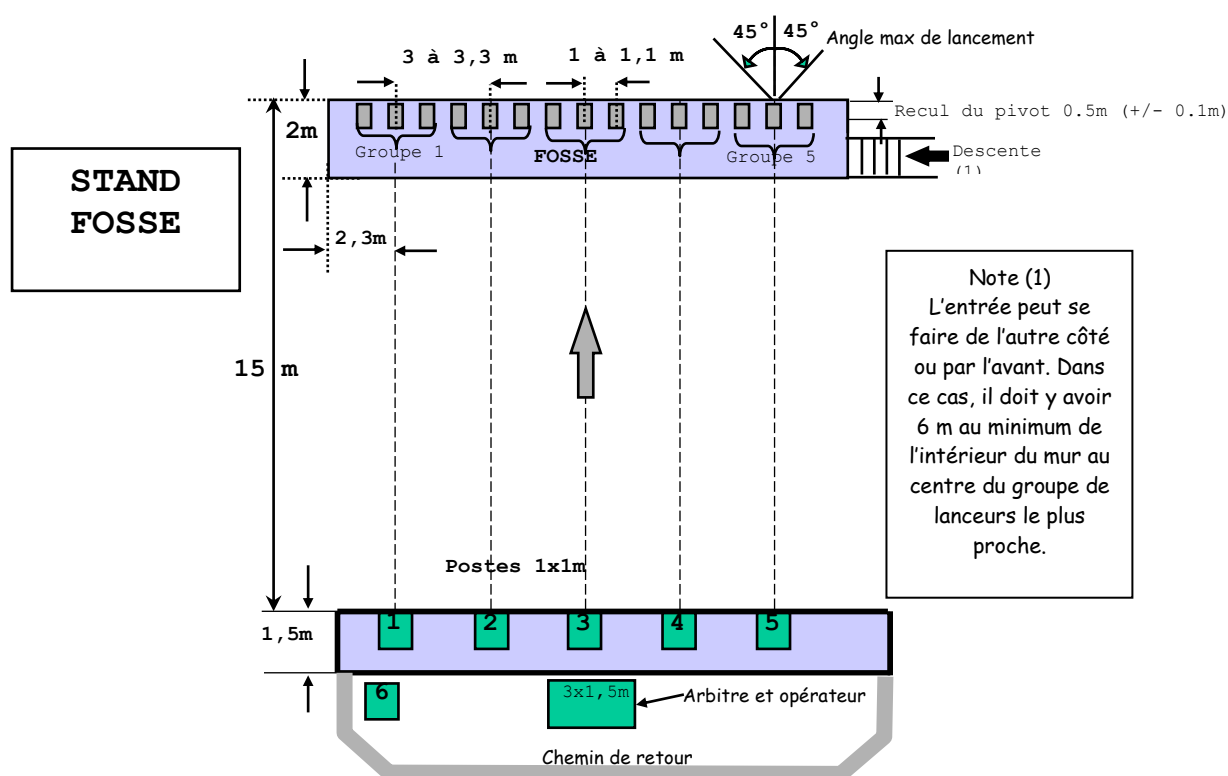 45° 45°
Angle max de lancement
3 à 3,3 m
1 à 1,1 m
Recul du pivot 0.5m (+/- 0.1m)
2m
Groupe 1
FOSSE
Groupe 5
Descente
(1)
STAND
FOSSE
2,3m
Note (1)
L'entrée peut se
faire de l'autre côté
ou par l'avant. Dans
ce cas, il doit y avoir
6 m au minimum de
l'intérieur du mur au
centre du groupe de
lanceurs le plus
proche.
15 m
Postes 1x1m
1,5m
1
2
3
4
5
6
3x1,5m
Arbitre et opérateur
Chemin de retour